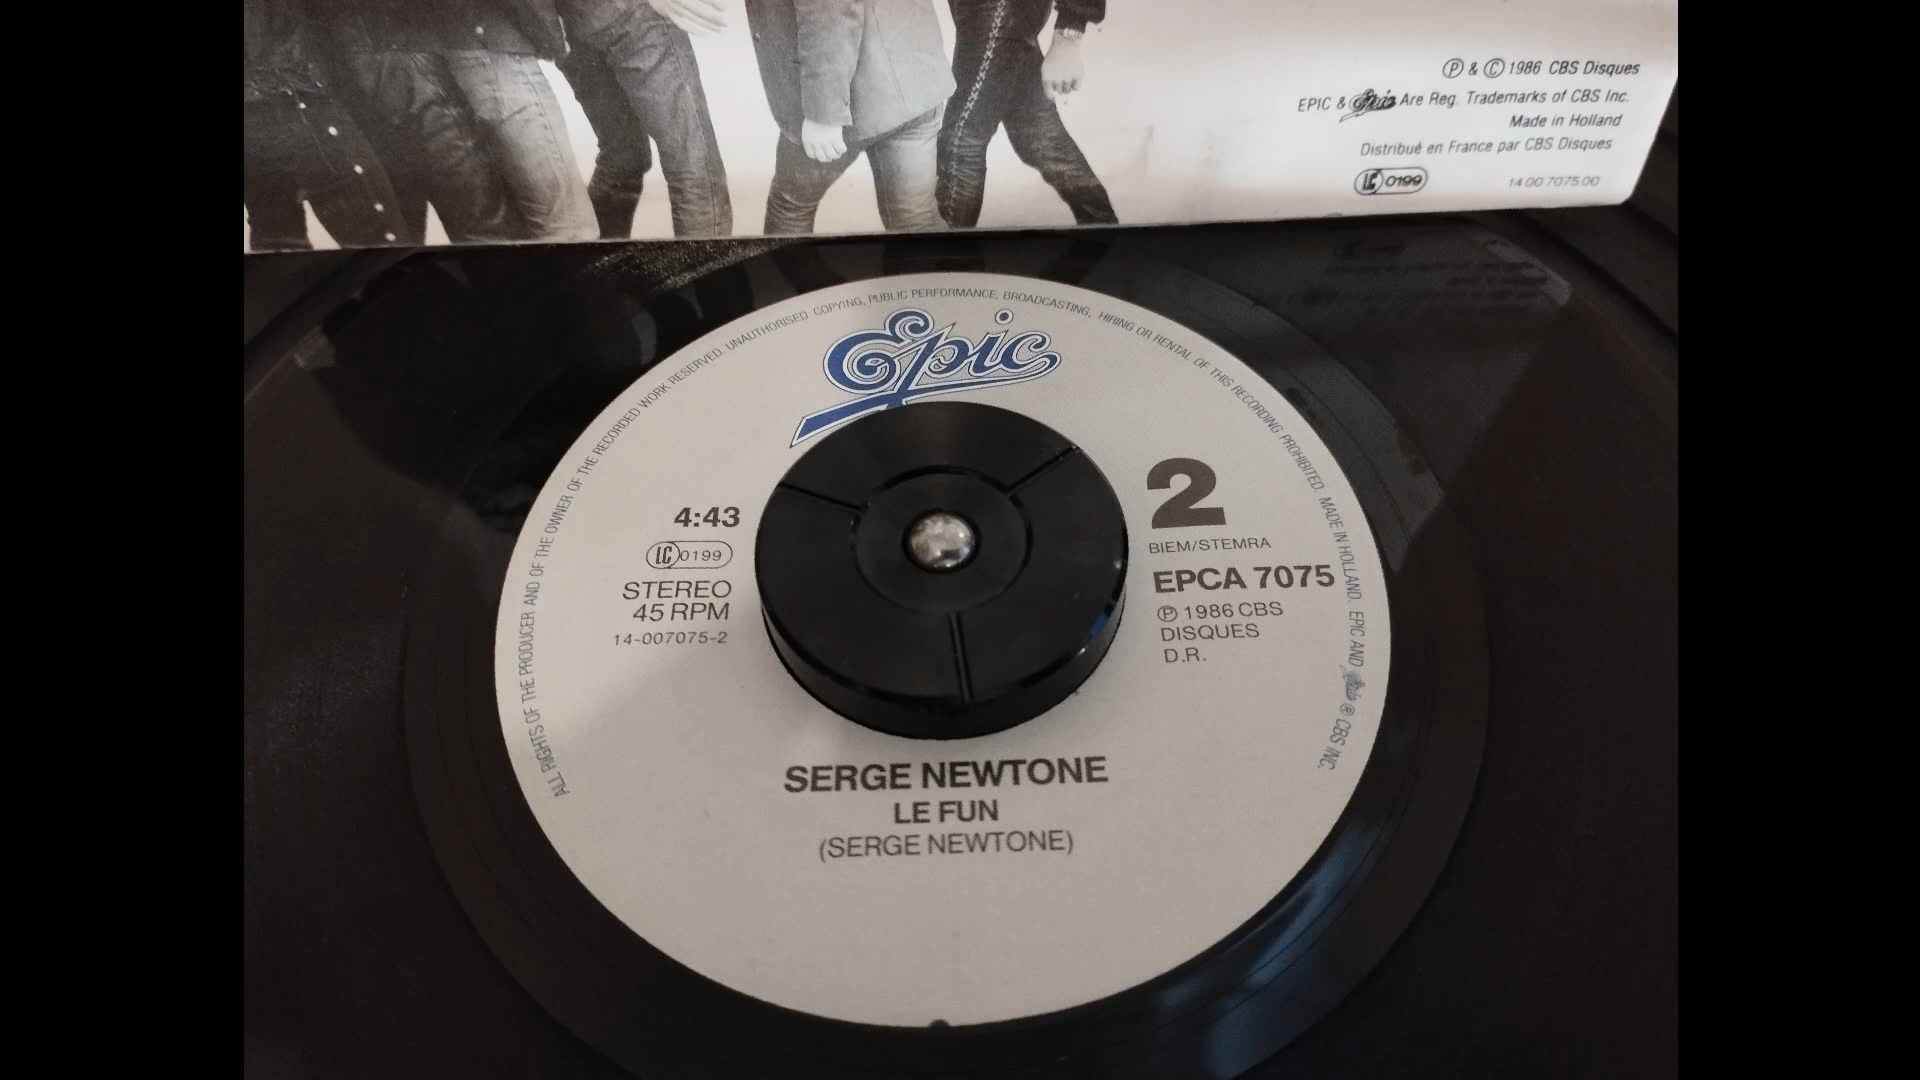 Ⓟ & Ⓒ 1986 CBS Disques
EPIC & Epic Are Reg. Trademarks of CBS Inc.
Made in Holland
Distribué en France par CBS Disques
LC 0199
14 00 7075 00
ALL RIGHTS OF THE PRODUCER AND OF THE OWNER OF THE RECORDED WORK RESERVED. UNAUTHORISED COPYING, PUBLIC PERFORMANCE, BROADCASTING, HIRING OR RENTAL OF THIS RECORDING PROHIBITED. MADE IN HOLLAND. EPIC AND Epic ® CBS INC.
Epic
4:43
LC 0199
STEREO
45 RPM
14-007075-2
2
BIEM/STEMRA
EPCA 7075
Ⓟ 1986 CBS
DISQUES
D.R.
SERGE NEWTONE
LE FUN
(SERGE NEWTONE)